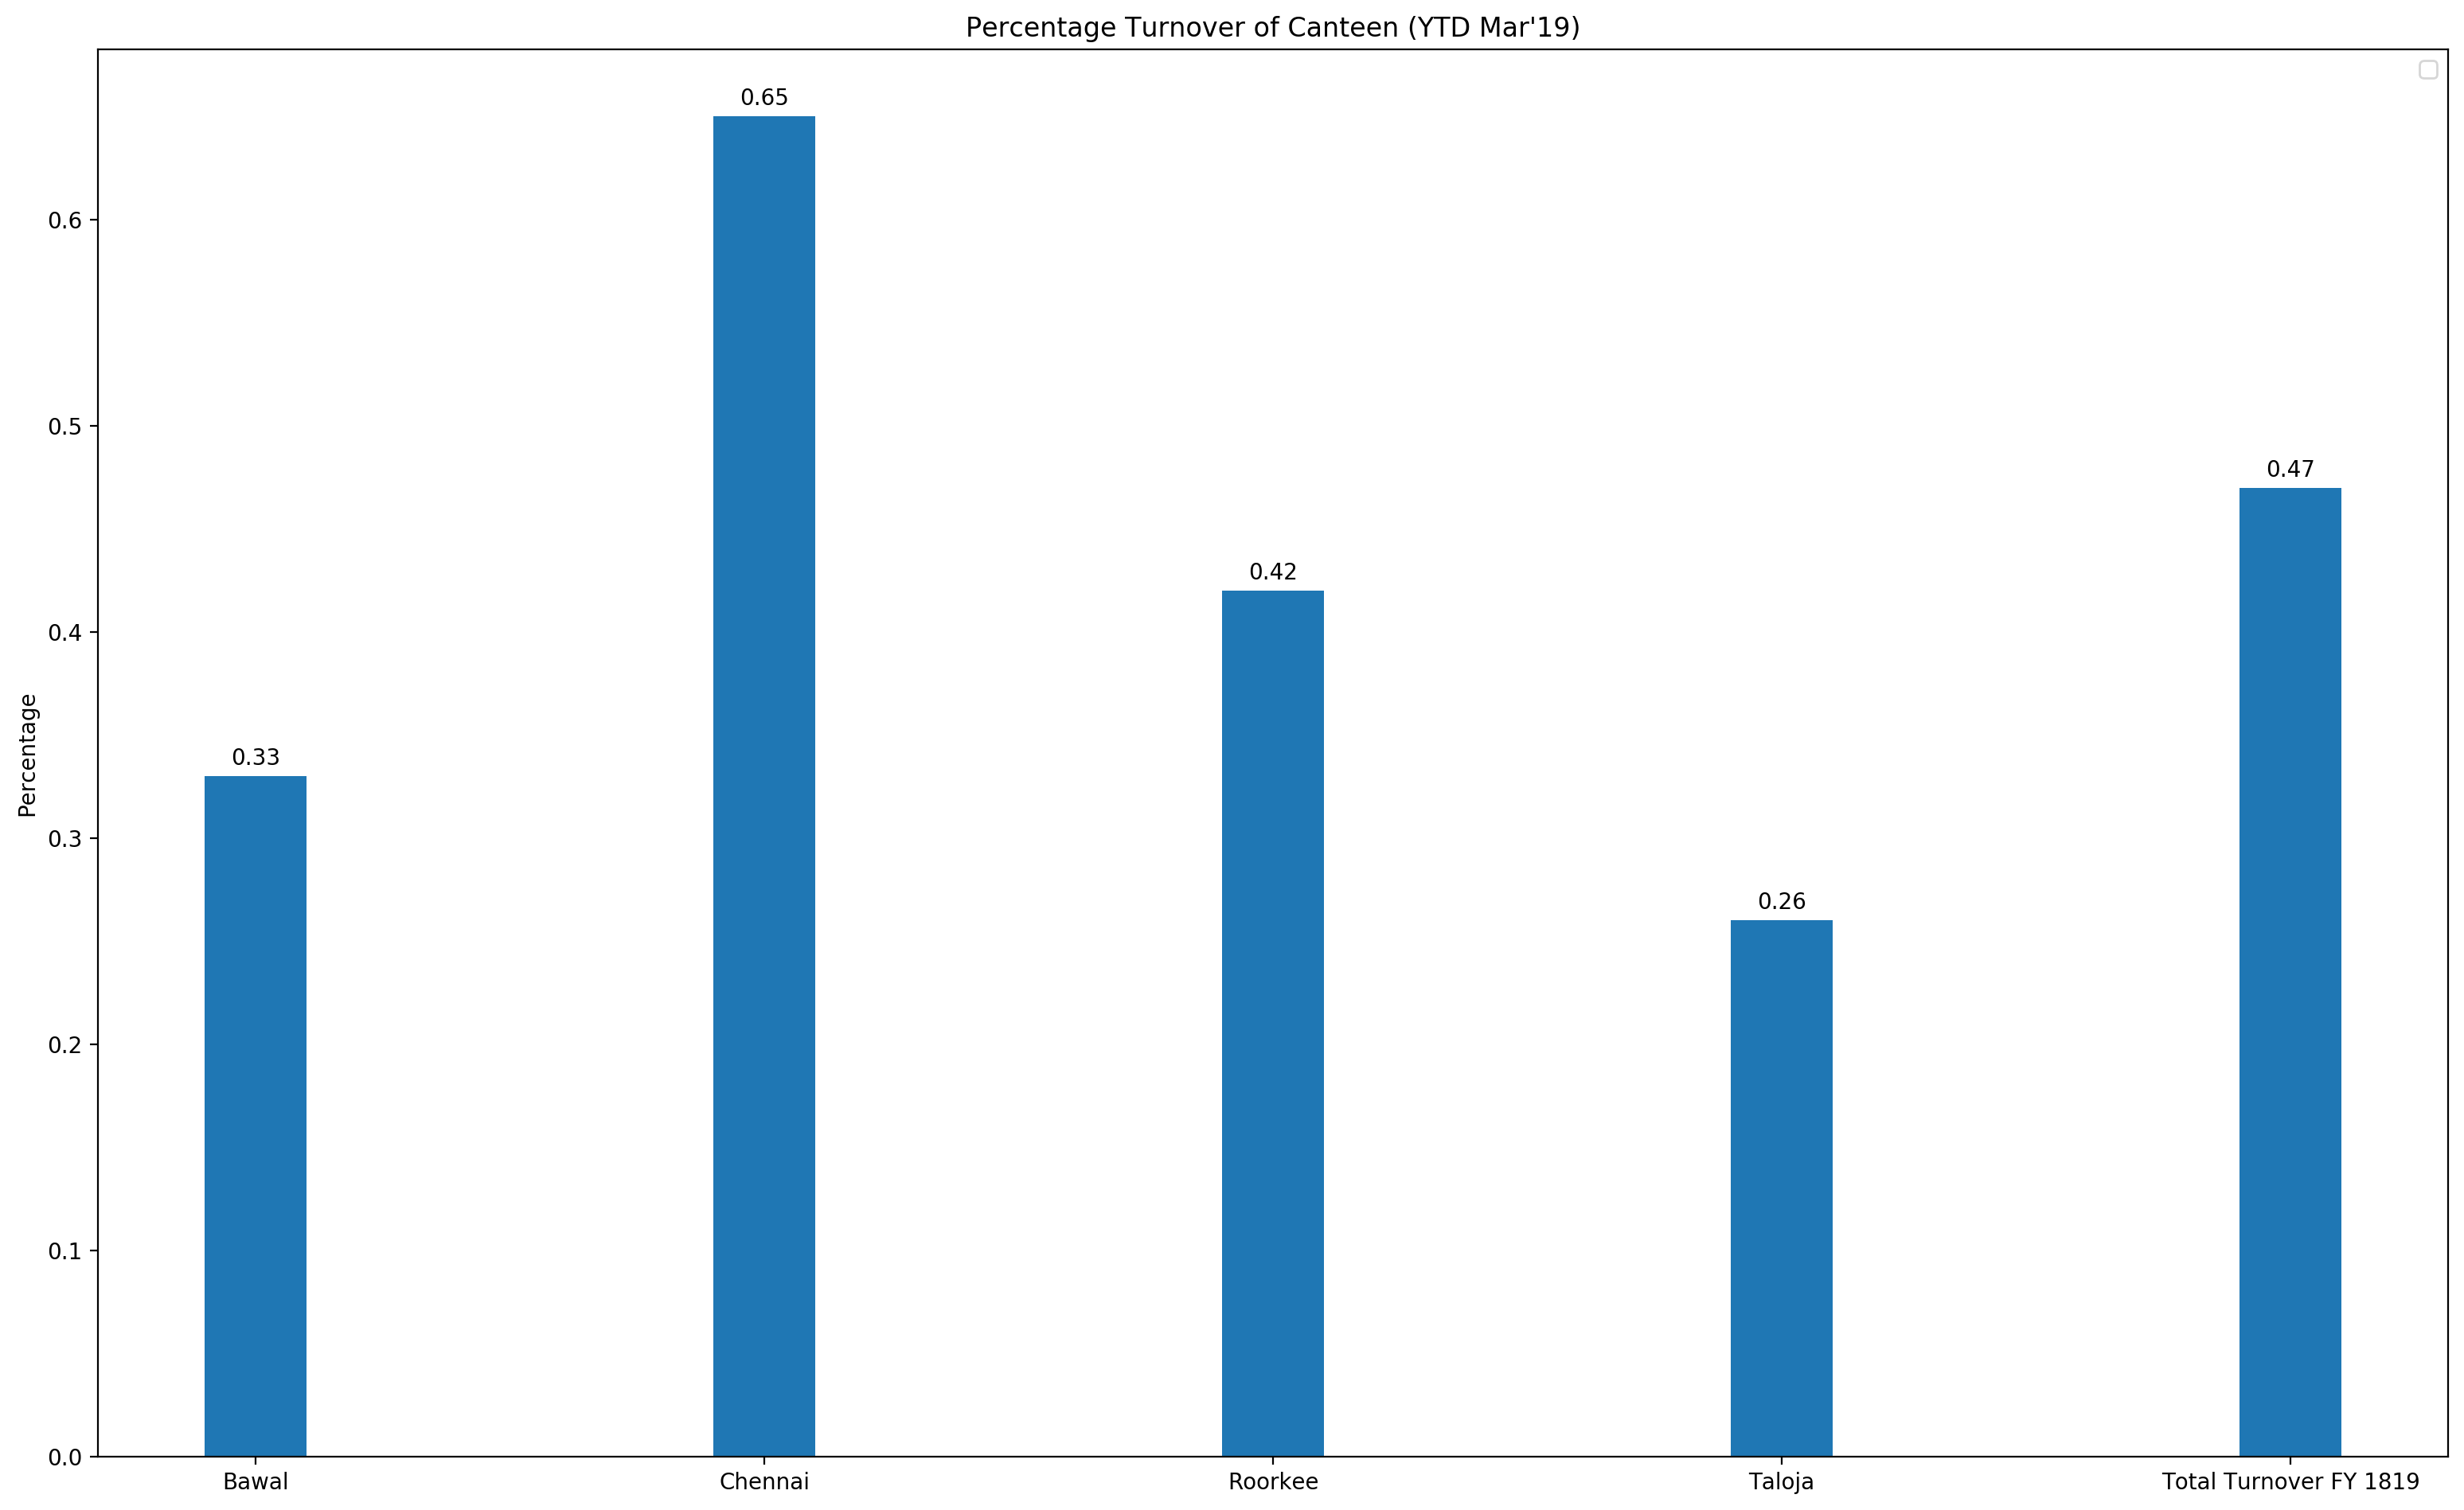 Percentage Turnover of Canteen (YTD Mar'19)
Percentage
0.6
0.5
0.4
0.3
0.2
0.1
0.0
0.33
0.65
0.42
0.26
0.47
Bawal
Chennai
Roorkee
Taloja
Total Turnover FY 1819